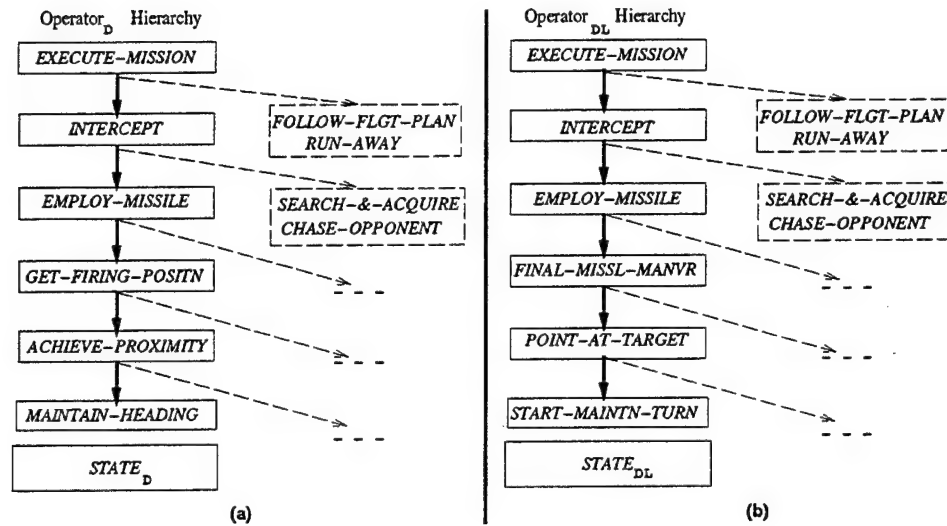 Operator_D Hierarchy
EXECUTE-MISSION
FOLLOW-FLGT-PLAN
RUN-AWAY
INTERCEPT
SEARCH-&-ACQUIRE
CHASE-OPPONENT
EMPLOY-MISSILE
GET-FIRING-POSITN
ACHIEVE-PROXIMITY
MAINTAIN-HEADING
STATE_D
(a)
Operator_DL Hierarchy
EXECUTE-MISSION
FOLLOW-FLGT-PLAN
RUN-AWAY
INTERCEPT
SEARCH-&-ACQUIRE
CHASE-OPPONENT
EMPLOY-MISSILE
FINAL-MISSL-MANVR
POINT-AT-TARGET
START-MAINTN-TURN
STATE_DL
(b)